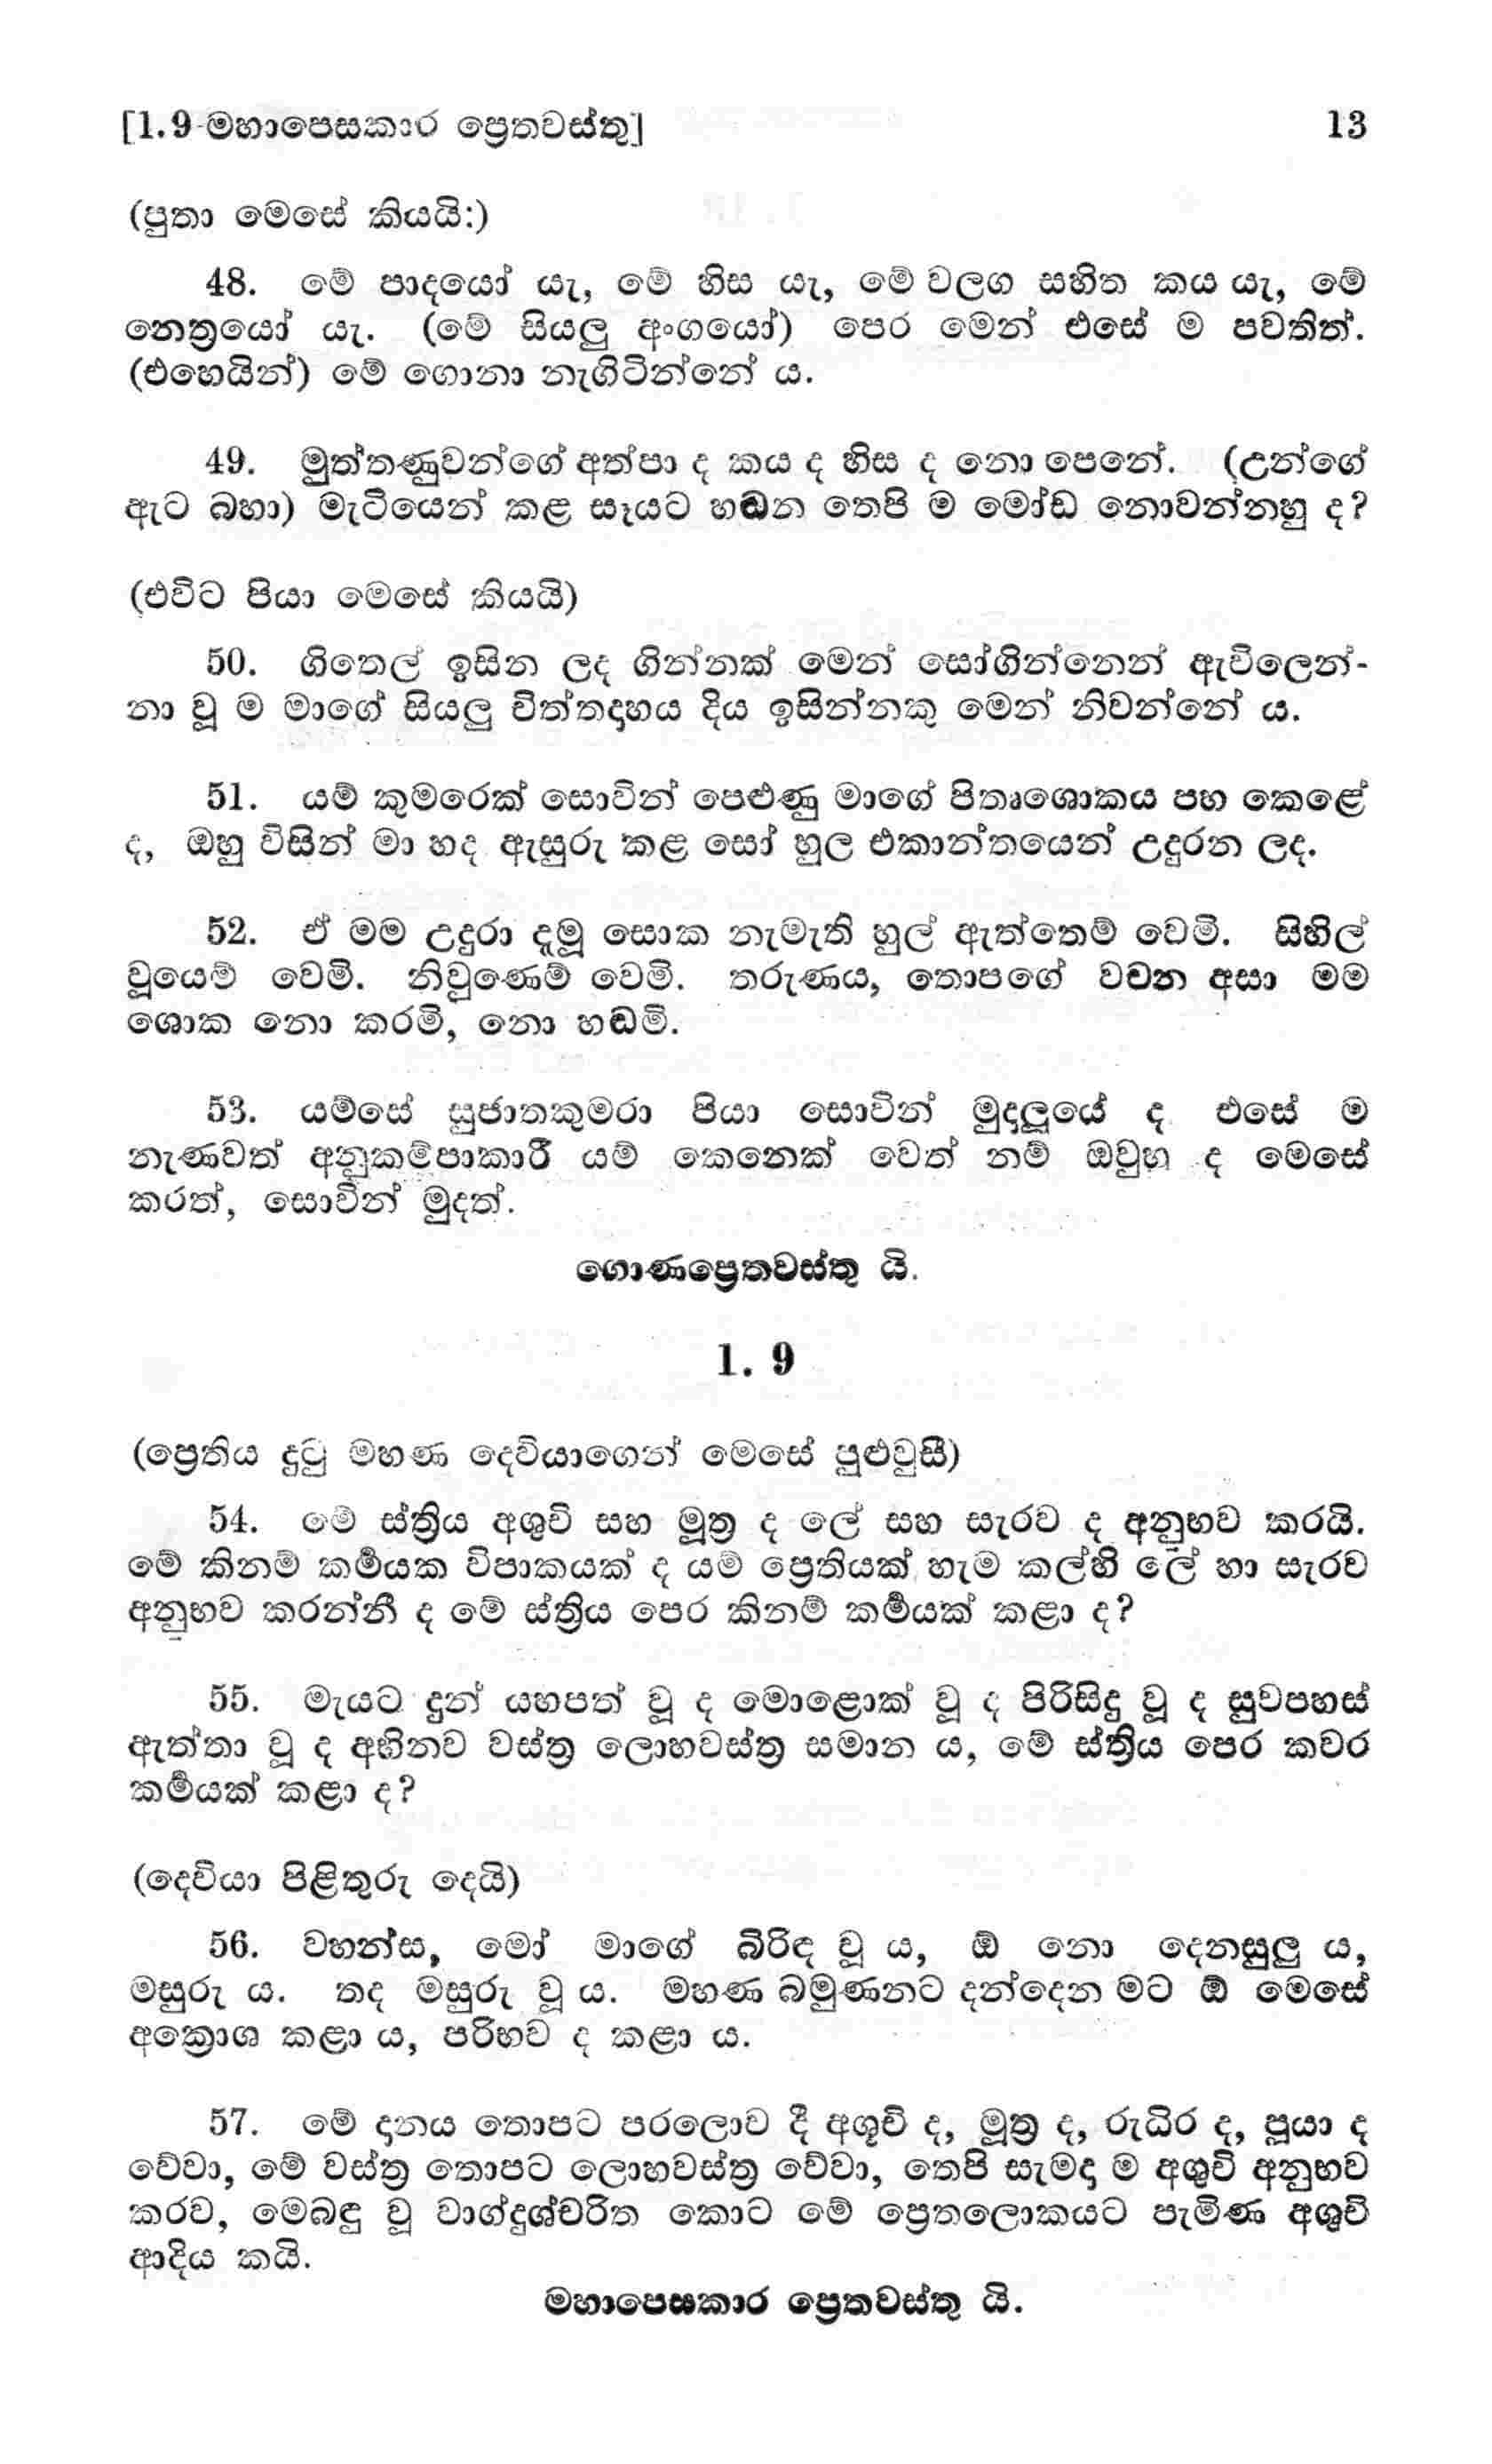 [1.9 මහාපෙසකාර ප්‍රෙතවස්තු] 13
(පුතා මෙසේ කියයි:)
48. මේ පාදයෝ යැ, මේ හිස යැ, මේ වලග සහිත කය යැ, මේ
නෙත්‍රයෝ යැ. (මේ සියලු අංගයෝ) පෙර මෙන් එසේ ම පවතිත්.
(එහෙයින්) මේ ගොනා නැගිටින්නේ ය.
49. මුත්තණුවන්ගේ අත්පා ද කය ද හිස ද නො පෙනේ. (උන්ගේ
ඇට බහා) මැටියෙන් කළ සෑයට හඬන තෙපි ම මෝඩ නොවන්නහු ද?
(එවිට පියා මෙසේ කියයි)
50. ගිතෙල් ඉසින ලද ගින්නක් මෙන් සෝගින්නෙන් ඇවිලෙන්-
නා වූ ම මාගේ සියලු චිත්තදාහය දිය ඉසින්නකු මෙන් නිවන්නේ ය.
51. යම් කුමරෙක් සොවින් පෙළුණු මාගේ පිතෘශොකය පහ කෙළේ
ද, ඔහු විසින් මා හද ඇසුරු කළ සෝ හුල එකාන්තයෙන් උදුරන ලද.
52. ඒ මම උදුරා දැමූ සොක නැමැති හුල් ඇත්තෙම් වෙමි. සිහිල්
වූයෙම් වෙමි. නිවුණෙම් වෙමි. තරුණය, තොපගේ වචන අසා මම
ශොක නො කරමි, නො හඬමි.
53. යම්සේ සුජාතකුමරා පියා සොවින් මුදාලූයේ ද එසේ ම
නැණවත් අනුකම්පාකාරී යම් කෙනෙක් වෙත් නම් ඔවුහු ද මෙසේ
කරත්, සොවින් මුදත්.
ගොණප්‍රෙතවස්තු යි.
1. 9
(ප්‍රෙතිය දුටු මහණ දෙවියාගෙන් මෙසේ පුළුවුසී)
54. මේ ස්ත්‍රිය අශුචි සහ මූත්‍ර ද ලේ සහ සැරව ද අනුභව කරයි.
මේ කිනම් කර්‍මයක විපාකයක් ද යම් ප්‍රෙතියක් හැම කල්හි ලේ හා සැරව
අනුභව කරන්නී ද මේ ස්ත්‍රිය පෙර කිනම් කර්‍මයක් කළා ද?
55. මැයට දුන් යහපත් වූ ද මොළොක් වූ ද පිරිසිදු වූ ද සුවපහස්
ඇත්තා වූ ද අභිනව වස්ත්‍ර ලොහවස්ත්‍ර සමාන ය, මේ ස්ත්‍රිය පෙර කවර
කර්‍මයක් කළා ද?
(දෙවියා පිළිතුරු දෙයි)
56. වහන්ස, මෝ මාගේ බිරිඳ වූ ය, ඕ නො දෙනසුලු ය,
මසුරු ය. තද මසුරු වූ ය. මහණ බමුණනට දන්දෙන මට ඕ මෙසේ
අක්‍රොශ කළා ය, පරිභව ද කළා ය.
57. මේ දානය තොපට පරලොව දී අශුචි ද, මූත්‍ර ද, රුධිර ද, පූයා ද
වේවා, මේ වස්ත්‍ර තොපට ලොහවස්ත්‍ර වේවා, තෙපි සැමදා ම අශුචි අනුභව
කරව, මෙබඳු වූ වාග්දුශ්චරිත කොට මේ ප්‍රෙතලොකයට පැමිණ අශුචි
ආදිය කයි.
මහාපෙසකාර ප්‍රෙතවස්තු යි.